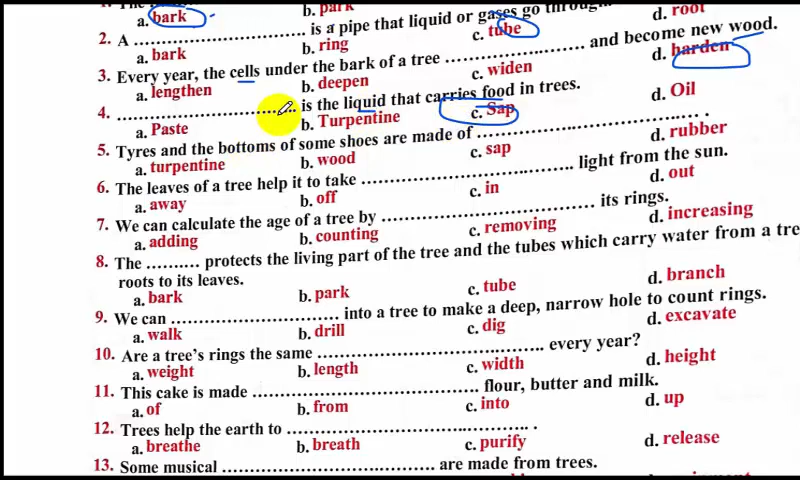 a. bark b. park d. root
2. A .................................. is a pipe that liquid or gases go through.
a. bark b. ring c. tube d. harden
3. Every year, the cells under the bark of a tree ............................ and become new wood.
a. lengthen b. deepen c. widen
4. ................................... is the liquid that carries food in trees.
a. Paste b. Turpentine c. Sap d. Oil
5. Tyres and the bottoms of some shoes are made of ............................................. .
a. turpentine b. wood c. sap d. rubber
6. The leaves of a tree help it to take .................................... light from the sun.
a. away b. off c. in d. out
7. We can calculate the age of a tree by .................................... its rings.
a. adding b. counting c. removing d. increasing
8. The .......... protects the living part of the tree and the tubes which carry water from a tre
roots to its leaves.
a. bark b. park c. tube d. branch
9. We can ............................ into a tree to make a deep, narrow hole to count rings.
a. walk b. drill c. dig d. excavate
10. Are a tree's rings the same ...................................... every year?
a. weight b. length c. width d. height
11. This cake is made ...................................... flour, butter and milk.
a. of b. from c. into d. up
12. Trees help the earth to ......................................... .
a. breathe b. breath c. purify d. release
13. Some musical .................................... are made from trees.